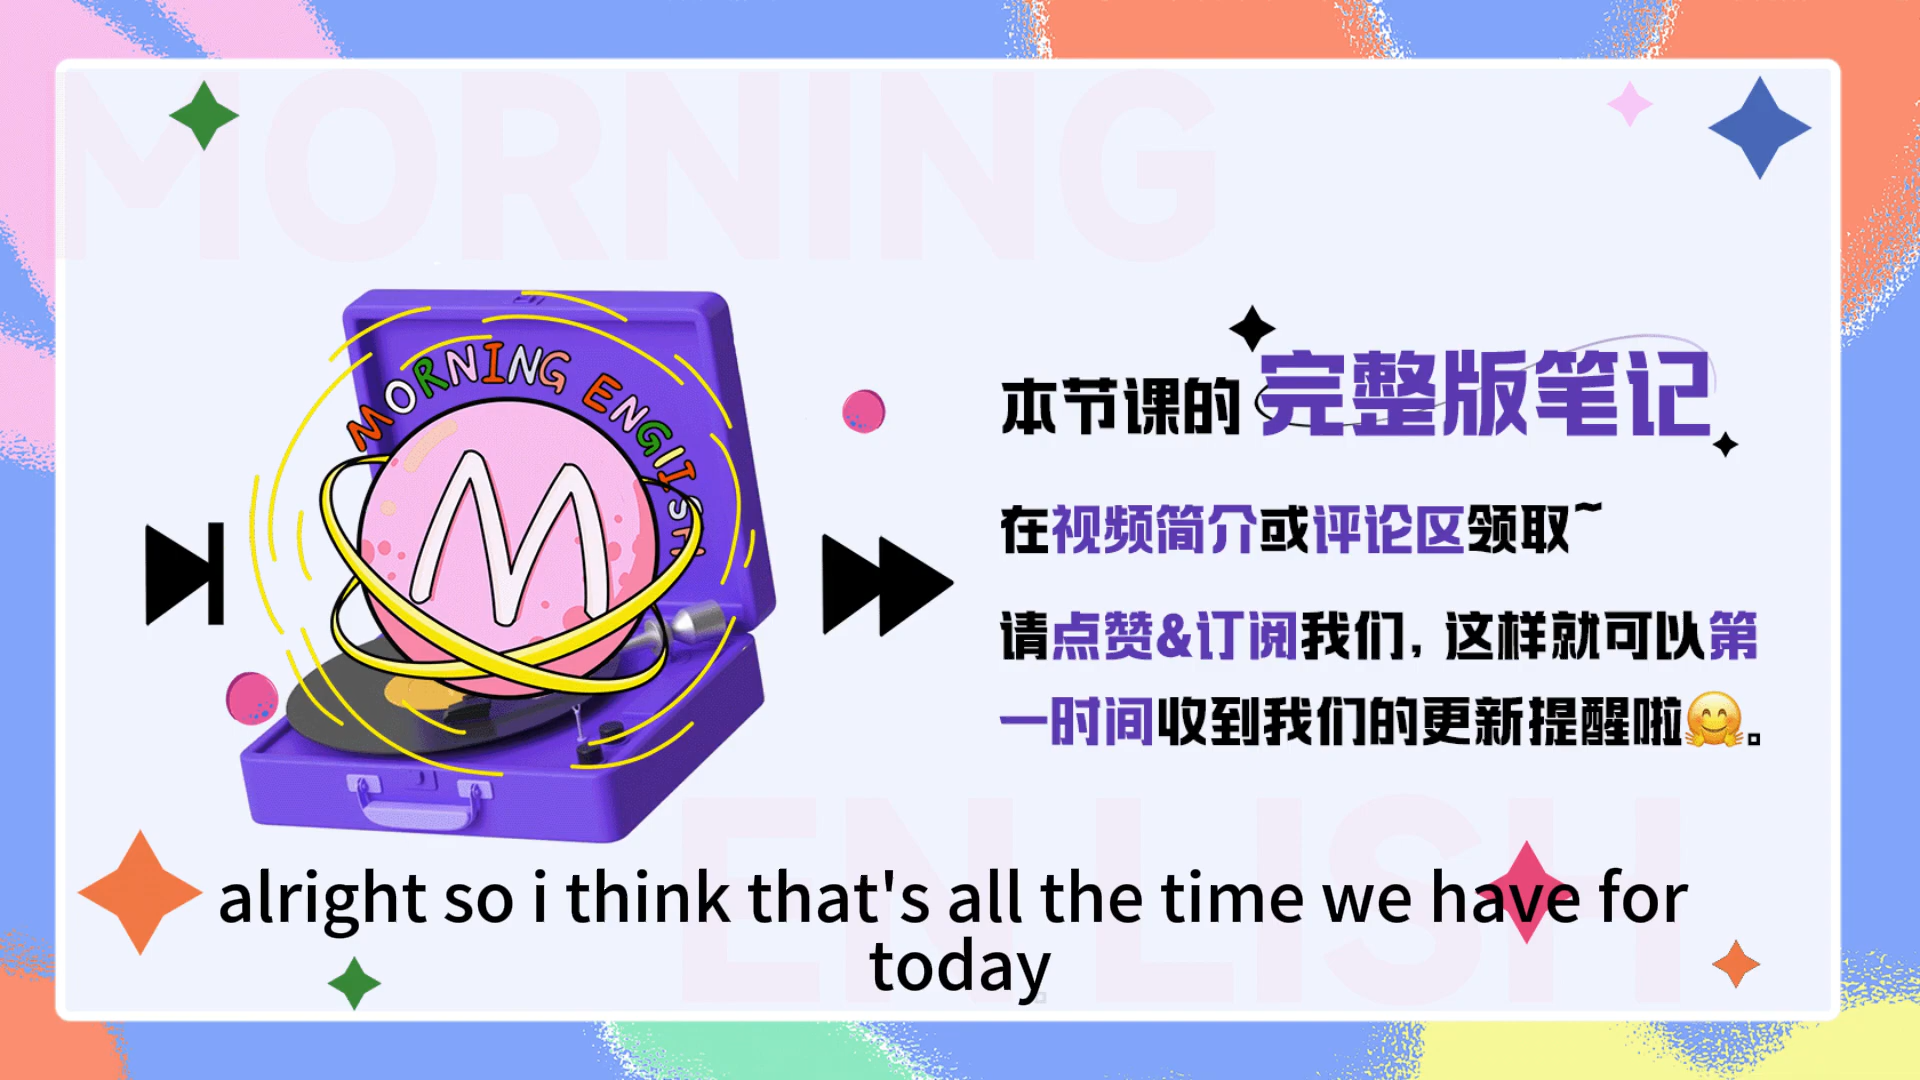 MORNING
MORNING ENGLISH
M
本节课的 完整版笔记
在视频简介或评论区领取~
请点赞&订阅我们，这样就可以第
一时间收到我们的更新提醒啦🤗。
ENGLISH
alright so i think that's all the time we have for
today